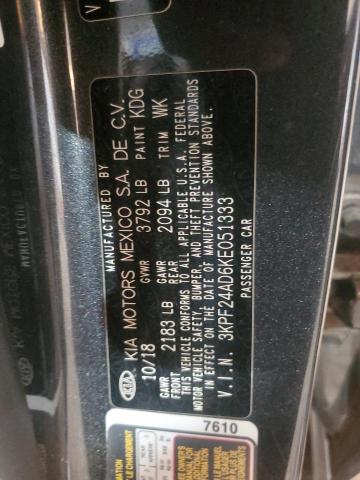 MANUFACTURED BY
KIA KIA MOTORS MEXICO S.A. DE C.V.
10/18 GVWR 3792 LB PAINT KDG
GAWR FRONT 2183 LB GAWR REAR 2094 LB TRIM WK
THIS VEHICLE CONFORMS TO ALL APPLICABLE U.S.A. FEDERAL
MOTOR VEHICLE SAFETY, BUMPER, AND THEFT PREVENTION STANDARDS
IN EFFECT ON THE DATE OF MANUFACTURE SHOWN ABOVE.
V.I.N. 3KPF24AD6KE051333
PASSENGER CAR
7610